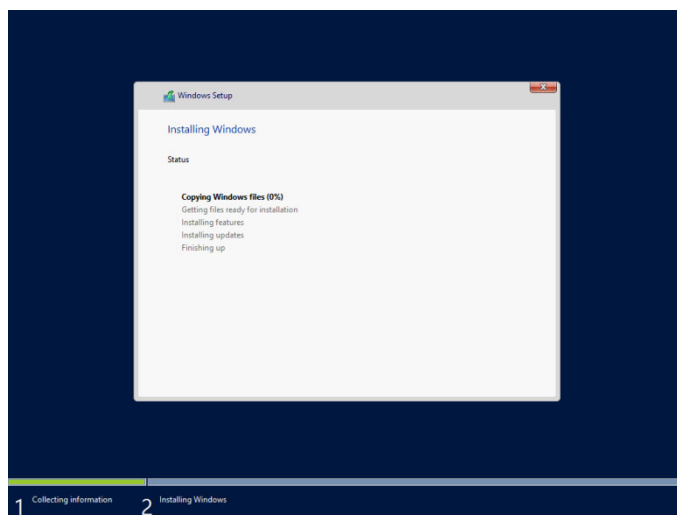 Windows Setup
Installing Windows
Status
Copying Windows files (0%)
Getting files ready for installation
Installing features
Installing updates
Finishing up
1 Collecting information
2 Installing Windows